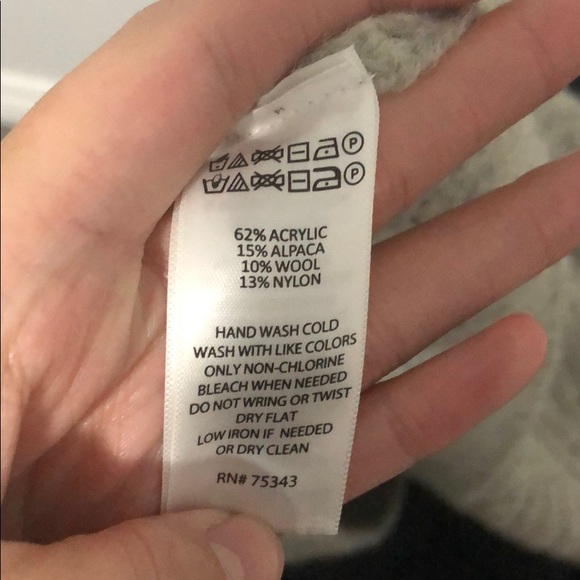 P
P
62% ACRYLIC
15% ALPACA
10% WOOL
13% NYLON
HAND WASH COLD
WASH WITH LIKE COLORS
ONLY NON-CHLORINE
BLEACH WHEN NEEDED
DO NOT WRING OR TWIST
DRY FLAT
LOW IRON IF NEEDED
OR DRY CLEAN
RN# 75343